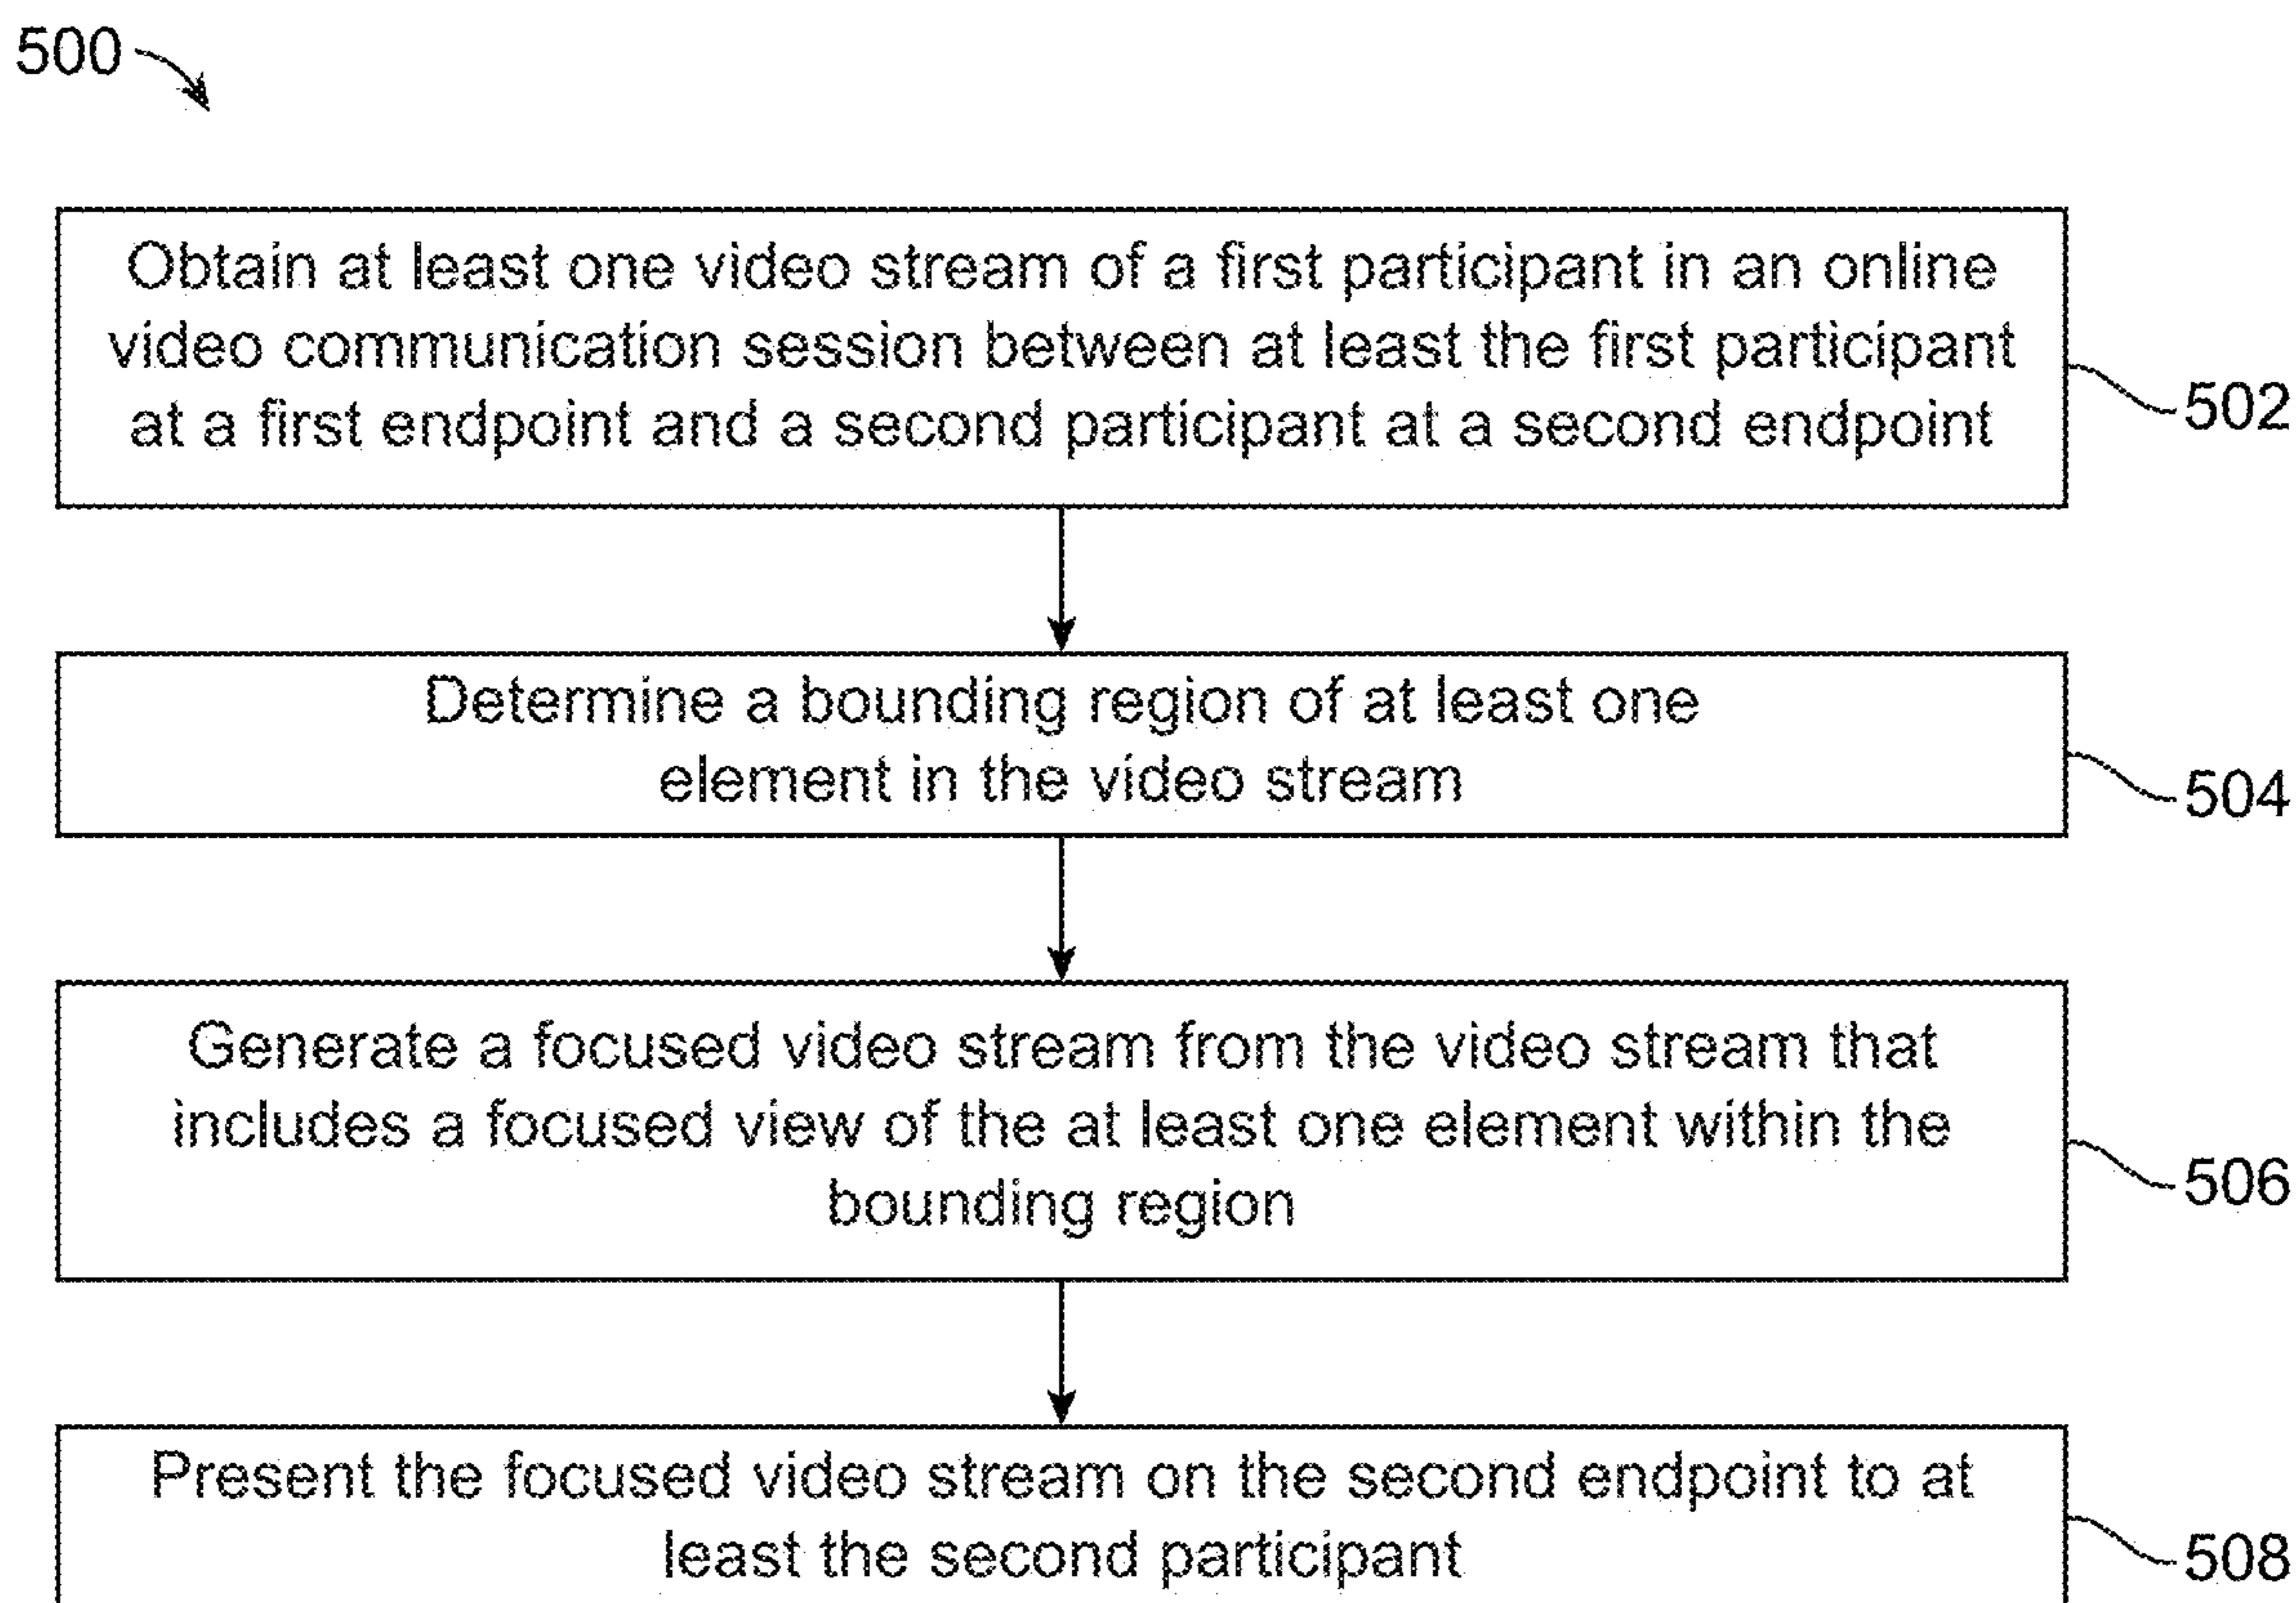 500
Obtain at least one video stream of a first participant in an online
video communication session between at least the first participant
at a first endpoint and a second participant at a second endpoint
502
Determine a bounding region of at least one
element in the video stream
504
Generate a focused video stream from the video stream that
includes a focused view of the at least one element within the
bounding region
506
Present the focused video stream on the second endpoint to at
least the second participant
508